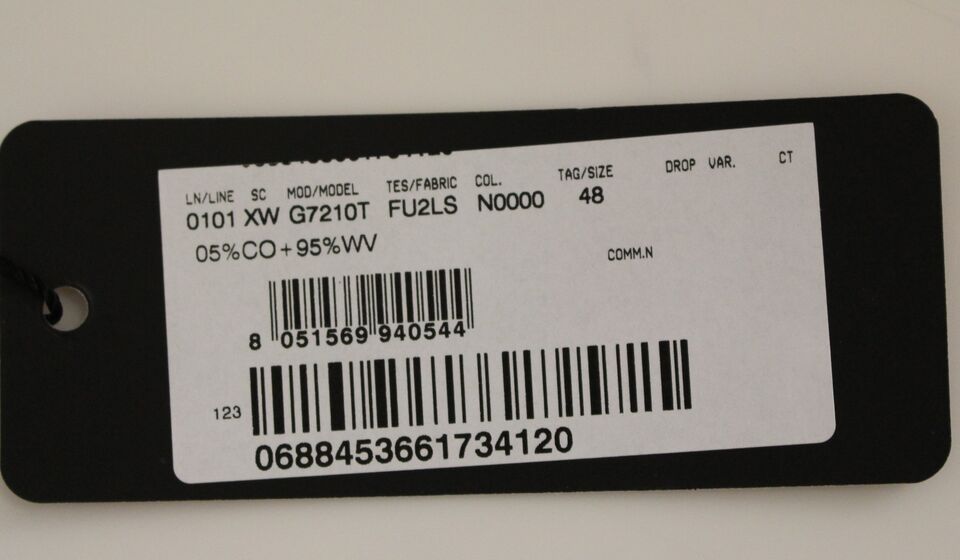 LN/LINE SC MOD/MODEL TES/FABRIC COL. TAG/SIZE DROP VAR. CT
0101 XW G7210T FU2LS N0000 48
05%CO+95%WV
COMM.N
8 051569 940544
123
0688453661734120